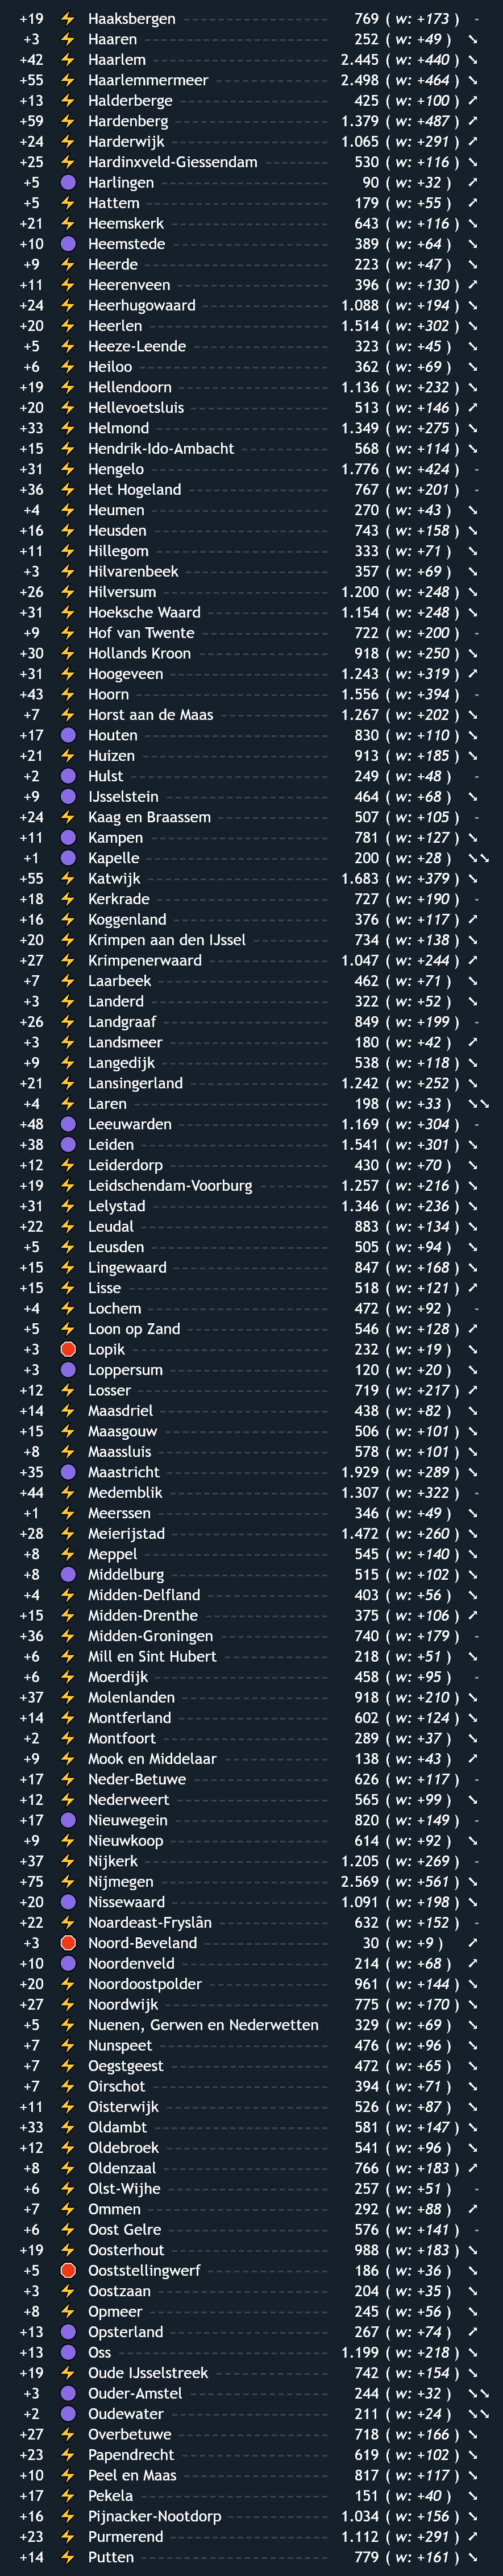 +19 Haaksbergen 769 ( w: +173 ) -
+3 Haaren 252 ( w: +49 ) ➘
+42 Haarlem 2.445 ( w: +440 ) ➘
+55 Haarlemmermeer 2.498 ( w: +464 ) ➘
+13 Halderberge 425 ( w: +100 ) ➚
+59 Hardenberg 1.379 ( w: +487 ) ➚
+24 Harderwijk 1.065 ( w: +291 ) ➚
+25 Hardinxveld-Giessendam 530 ( w: +116 ) ➘
+5 Harlingen 90 ( w: +32 ) ➚
+5 Hattem 179 ( w: +55 ) ➚
+21 Heemskerk 643 ( w: +116 ) ➘
+10 Heemstede 389 ( w: +64 ) ➘
+9 Heerde 223 ( w: +47 ) ➘
+11 Heerenveen 396 ( w: +130 ) ➚
+24 Heerhugowaard 1.088 ( w: +194 ) ➘
+20 Heerlen 1.514 ( w: +302 ) ➘
+5 Heeze-Leende 323 ( w: +45 ) ➘
+6 Heiloo 362 ( w: +69 ) ➘
+19 Hellendoorn 1.136 ( w: +232 ) ➘
+20 Hellevoetsluis 513 ( w: +146 ) ➚
+33 Helmond 1.349 ( w: +275 ) ➘
+15 Hendrik-Ido-Ambacht 568 ( w: +114 ) ➘
+31 Hengelo 1.776 ( w: +424 ) -
+36 Het Hogeland 767 ( w: +201 ) -
+4 Heumen 270 ( w: +43 ) ➘
+16 Heusden 743 ( w: +158 ) ➘
+11 Hillegom 333 ( w: +71 ) ➘
+3 Hilvarenbeek 357 ( w: +69 ) ➘
+26 Hilversum 1.200 ( w: +248 ) ➘
+31 Hoeksche Waard 1.154 ( w: +248 ) ➘
+9 Hof van Twente 722 ( w: +200 ) -
+30 Hollands Kroon 918 ( w: +250 ) ➘
+31 Hoogeveen 1.243 ( w: +319 ) ➚
+43 Hoorn 1.556 ( w: +394 ) -
+7 Horst aan de Maas 1.267 ( w: +202 ) ➘
+17 Houten 830 ( w: +110 ) ➘
+21 Huizen 913 ( w: +185 ) ➘
+2 Hulst 249 ( w: +48 ) -
+9 IJsselstein 464 ( w: +68 ) ➘
+24 Kaag en Braassem 507 ( w: +105 ) -
+11 Kampen 781 ( w: +127 ) ➘
+1 Kapelle 200 ( w: +28 ) ➘➘
+55 Katwijk 1.683 ( w: +379 ) ➘
+18 Kerkrade 727 ( w: +190 ) -
+16 Koggenland 376 ( w: +117 ) ➚
+20 Krimpen aan den IJssel 734 ( w: +138 ) ➘
+27 Krimpenerwaard 1.047 ( w: +244 ) ➚
+7 Laarbeek 462 ( w: +71 ) ➘
+3 Landerd 322 ( w: +52 ) ➘
+26 Landgraaf 849 ( w: +199 ) -
+3 Landsmeer 180 ( w: +42 ) ➚
+9 Langedijk 538 ( w: +118 ) ➘
+21 Lansingerland 1.242 ( w: +252 ) ➘
+4 Laren 198 ( w: +33 ) ➘➘
+48 Leeuwarden 1.169 ( w: +304 ) -
+38 Leiden 1.541 ( w: +301 ) ➘
+12 Leiderdorp 430 ( w: +70 ) ➘
+19 Leidschendam-Voorburg 1.257 ( w: +216 ) ➘
+31 Lelystad 1.346 ( w: +236 ) ➘
+22 Leudal 883 ( w: +134 ) ➘
+5 Leusden 505 ( w: +94 ) ➘
+15 Lingewaard 847 ( w: +168 ) ➘
+15 Lisse 518 ( w: +121 ) ➚
+4 Lochem 472 ( w: +92 ) -
+5 Loon op Zand 546 ( w: +128 ) ➚
+3 Lopik 232 ( w: +19 ) ➘
+3 Loppersum 120 ( w: +20 ) ➘
+12 Losser 719 ( w: +217 ) ➚
+14 Maasdriel 438 ( w: +82 ) ➘
+15 Maasgouw 506 ( w: +101 ) ➘
+8 Maassluis 578 ( w: +101 ) ➘
+35 Maastricht 1.929 ( w: +289 ) ➘
+44 Medemblik 1.307 ( w: +322 ) -
+1 Meerssen 346 ( w: +49 ) ➘
+28 Meierijstad 1.472 ( w: +260 ) ➘
+8 Meppel 545 ( w: +140 ) ➘
+8 Middelburg 515 ( w: +102 ) ➘
+4 Midden-Delfland 403 ( w: +56 ) ➘
+15 Midden-Drenthe 375 ( w: +106 ) ➚
+36 Midden-Groningen 740 ( w: +179 ) -
+6 Mill en Sint Hubert 218 ( w: +51 ) ➘
+6 Moerdijk 458 ( w: +95 ) -
+37 Molenlanden 918 ( w: +210 ) ➘
+14 Montferland 602 ( w: +124 ) ➘
+2 Montfoort 289 ( w: +37 ) ➘
+9 Mook en Middelaar 138 ( w: +43 ) ➚
+17 Neder-Betuwe 626 ( w: +117 ) -
+12 Nederweert 565 ( w: +99 ) ➘
+17 Nieuwegein 820 ( w: +149 ) -
+9 Nieuwkoop 614 ( w: +92 ) ➘
+37 Nijkerk 1.205 ( w: +269 ) -
+75 Nijmegen 2.569 ( w: +561 ) ➘
+20 Nissewaard 1.091 ( w: +198 ) ➘
+22 Noardeast-Fryslân 632 ( w: +152 ) -
+3 Noord-Beveland 30 ( w: +9 ) ➚
+10 Noordenveld 214 ( w: +68 ) ➚
+20 Noordoostpolder 961 ( w: +144 ) ➘
+27 Noordwijk 775 ( w: +170 ) ➘
+5 Nuenen, Gerwen en Nederwetten 329 ( w: +69 ) ➘
+7 Nunspeet 476 ( w: +96 ) ➘
+7 Oegstgeest 472 ( w: +65 ) ➘
+7 Oirschot 394 ( w: +71 ) ➘
+11 Oisterwijk 526 ( w: +87 ) ➘
+33 Oldambt 581 ( w: +147 ) ➘
+12 Oldebroek 541 ( w: +96 ) ➘
+8 Oldenzaal 766 ( w: +183 ) ➚
+6 Olst-Wijhe 257 ( w: +51 ) -
+7 Ommen 292 ( w: +88 ) ➚
+6 Oost Gelre 576 ( w: +141 ) -
+19 Oosterhout 988 ( w: +183 ) ➘
+5 Ooststellingwerf 186 ( w: +36 ) ➘
+3 Oostzaan 204 ( w: +35 ) ➘
+8 Opmeer 245 ( w: +56 ) ➘
+13 Opsterland 267 ( w: +74 ) ➚
+13 Oss 1.199 ( w: +218 ) ➘
+19 Oude IJsselstreek 742 ( w: +154 ) ➘
+3 Ouder-Amstel 244 ( w: +32 ) ➘➘
+2 Oudewater 211 ( w: +24 ) ➘➘
+27 Overbetuwe 718 ( w: +166 ) ➘
+23 Papendrecht 619 ( w: +102 ) ➘
+10 Peel en Maas 817 ( w: +117 ) ➘
+17 Pekela 151 ( w: +40 ) ➘
+16 Pijnacker-Nootdorp 1.034 ( w: +156 ) ➘
+23 Purmerend 1.112 ( w: +291 ) ➚
+14 Putten 779 ( w: +161 ) ➘